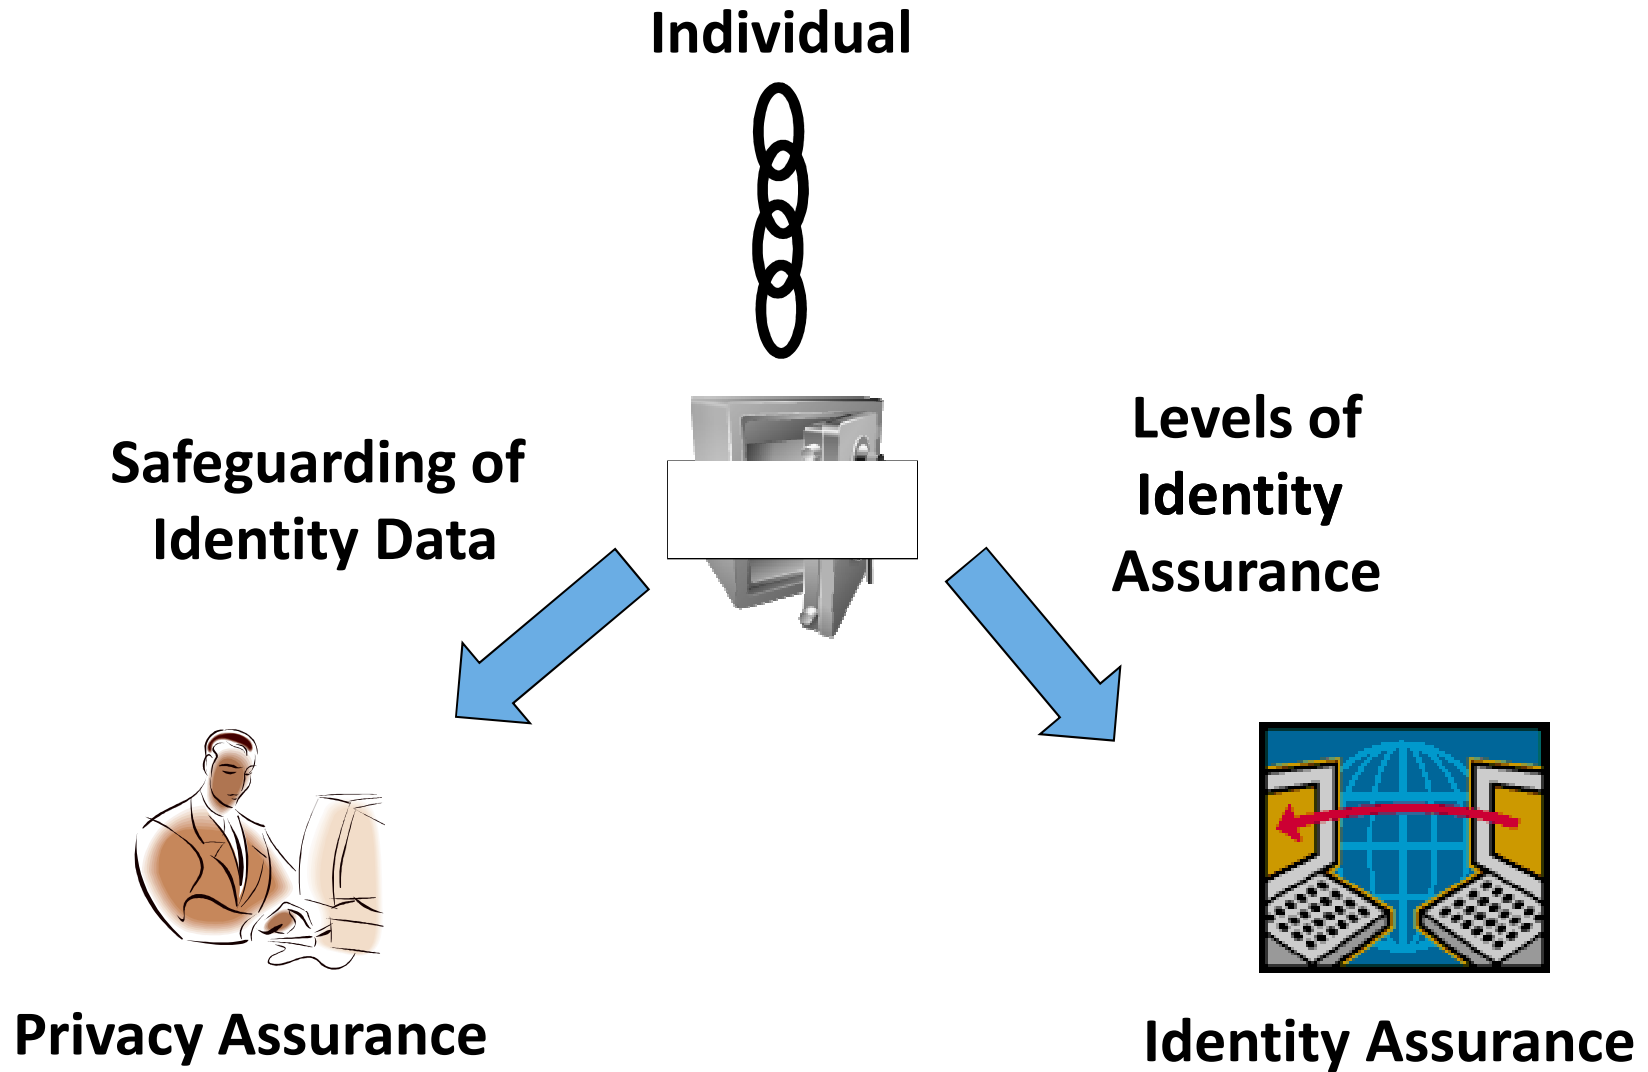 Individual
Safeguarding of
Identity Data
Levels of
Identity
Assurance
Privacy Assurance
Identity Assurance